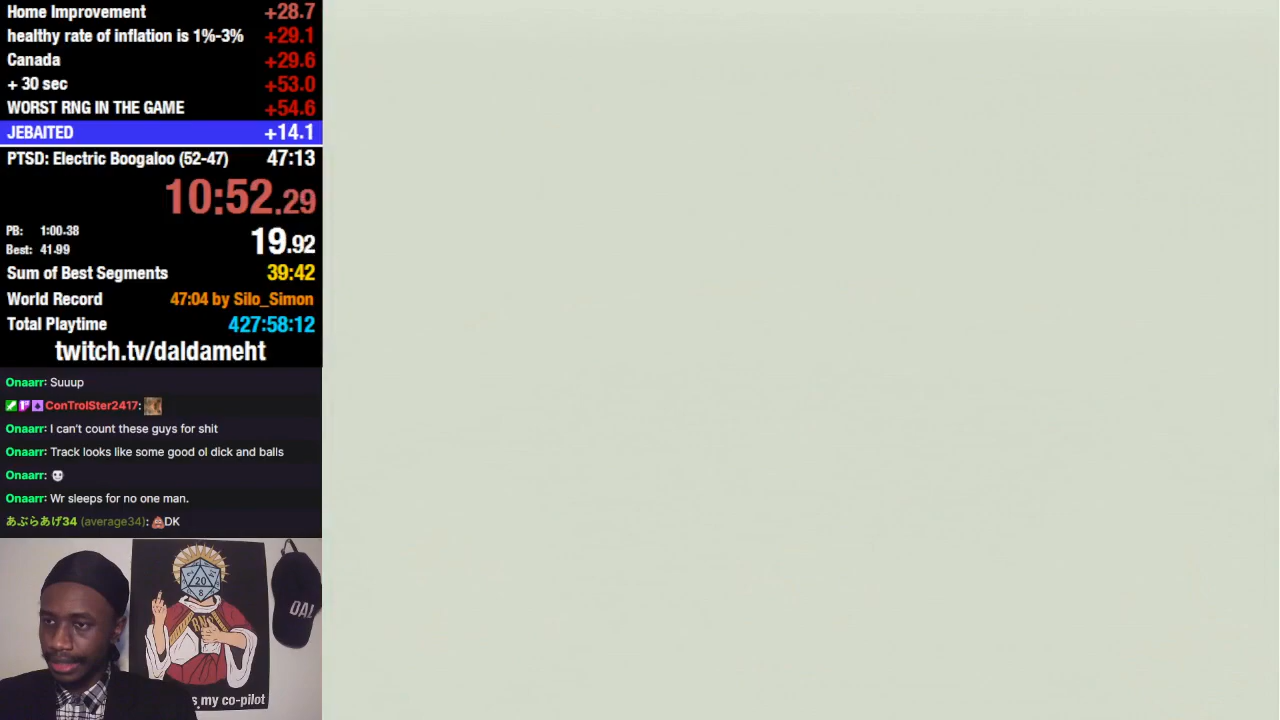 Home Improvement +28.7
healthy rate of inflation is 1%-3% +29.1
Canada +29.6
+ 30 sec +53.0
WORST RNG IN THE GAME +54.6
JEBAITED +14.1
PTSD: Electric Boogaloo (52-47) 47:13
10:52.29
PB: 1:00.38
19.92
Best: 41.99
Sum of Best Segments 39:42
World Record 47:04 by Silo_Simon
Total Playtime 427:58:12
twitch.tv/daldameht
Onaarr: Suuup
ConTrolSter2417:
Onaarr: I can't count these guys for shit
Onaarr: Track looks like some good ol dick and balls
Onaarr:
Onaarr: Wr sleeps for no one man.
あぶらあげ34 (average34): DK
20
8
s my co-pilot